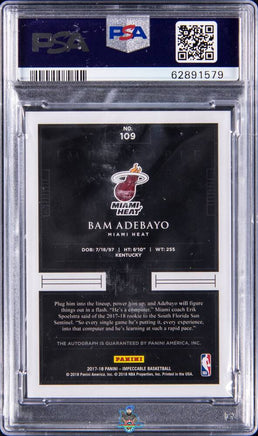 PSA
PSA
62891579
NO.
109
MIAMI
HEAT
BAM ADEBAYO
MIAMI HEAT
DOB: 7/18/97 | HT: 6'10" | WT: 255
KENTUCKY
Plug him into the lineup, power him up, and Adebayo will figure
things out in a flash. "He's a computer," Miami coach Erik
Spoelstra said of the 2017-18 rookie to the South Florida Sun
Sentinel. "So every single game he's putting it, every experience,
into that computer and he's immediately getting better."
THE AUTOGRAPH IS GUARANTEED BY PANINI AMERICA, INC.
PANINI
2017-18 PANINI - IMPECCABLE BASKETBALL
© 2018 Panini America, Inc. © 2018 NBA Properties, Inc. Printed in the USA.